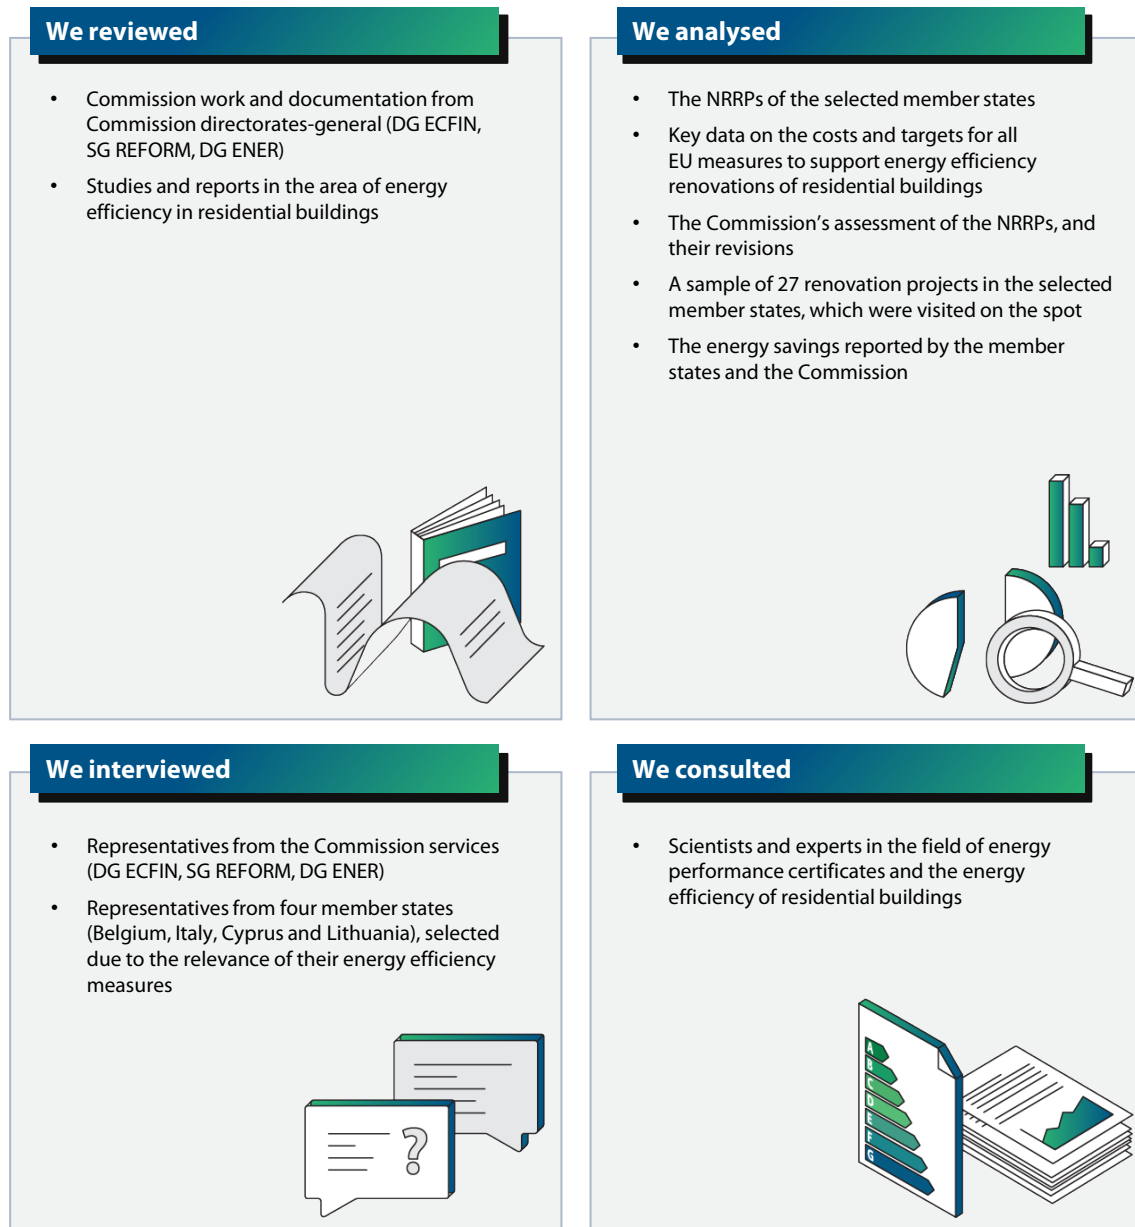 We reviewed
• Commission work and documentation from
Commission directorates-general (DG ECFIN,
SG REFORM, DG ENER)
• Studies and reports in the area of energy
efficiency in residential buildings
We analysed
• The NRRPs of the selected member states
• Key data on the costs and targets for all
EU measures to support energy efficiency
renovations of residential buildings
• The Commission’s assessment of the NRRPs, and
their revisions
• A sample of 27 renovation projects in the selected
member states, which were visited on the spot
• The energy savings reported by the member
states and the Commission
We interviewed
• Representatives from the Commission services
(DG ECFIN, SG REFORM, DG ENER)
• Representatives from four member states
(Belgium, Italy, Cyprus and Lithuania), selected
due to the relevance of their energy efficiency
measures
?
We consulted
• Scientists and experts in the field of energy
performance certificates and the energy
efficiency of residential buildings
A
B
C
D
E
F
G